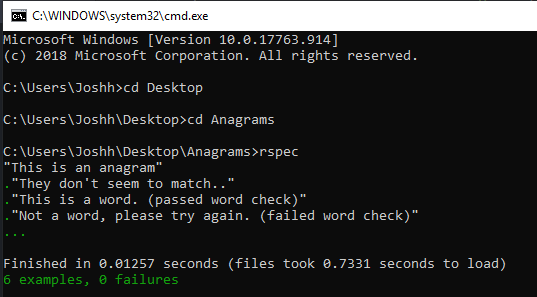 C:\WINDOWS\system32\cmd.exe
Microsoft Windows [Version 10.0.17763.914]
(c) 2018 Microsoft Corporation. All rights reserved.
C:\Users\Joshh>cd Desktop
C:\Users\Joshh\Desktop>cd Anagrams
C:\Users\Joshh\Desktop\Anagrams>rspec
"This is an anagram"
."They don't seem to match.."
."This is a word. (passed word check)"
."Not a word, please try again. (failed word check)"
...
Finished in 0.01257 seconds (files took 0.7331 seconds to load)
6 examples, 0 failures